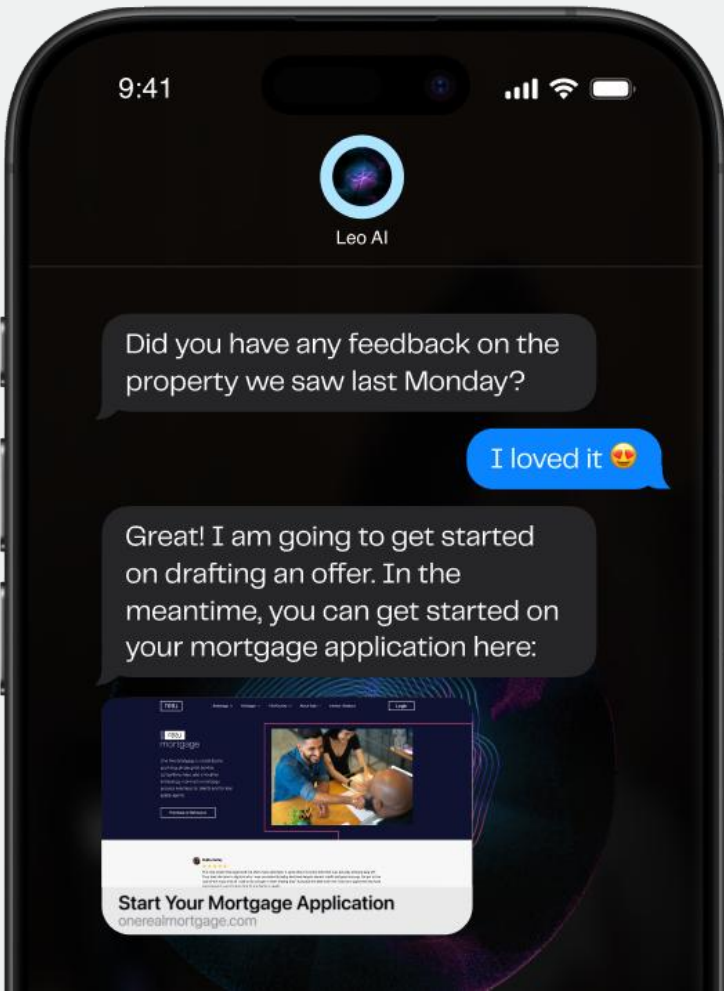 9:41
Leo AI
Did you have any feedback on the
property we saw last Monday?
I loved it 😍
Great! I am going to get started
on drafting an offer. In the
meantime, you can get started on
your mortgage application here:
Login
mortgage
Start Your Mortgage Application
onerealmortgage.com